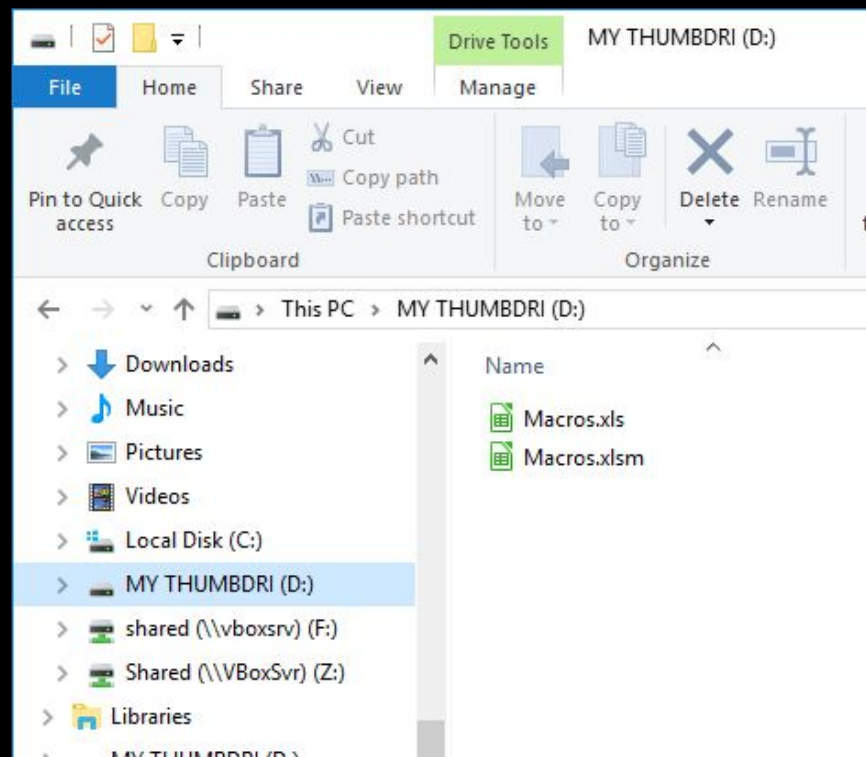 Drive Tools MY THUMBDRI (D:)
File Home Share View Manage
Pin to Quick access
Copy
Paste
Cut
Copy path
Paste shortcut
Move to
Copy to
Delete
Rename
Clipboard Organize
This PC > MY THUMBDRI (D:)
Downloads
Music
Pictures
Videos
Local Disk (C:)
MY THUMBDRI (D:)
shared (\\vboxsrv) (F:)
Shared (\\VBoxSvr) (Z:)
Libraries
MY THUMBDRI (D:)
Name
Macros.xls
Macros.xlsm